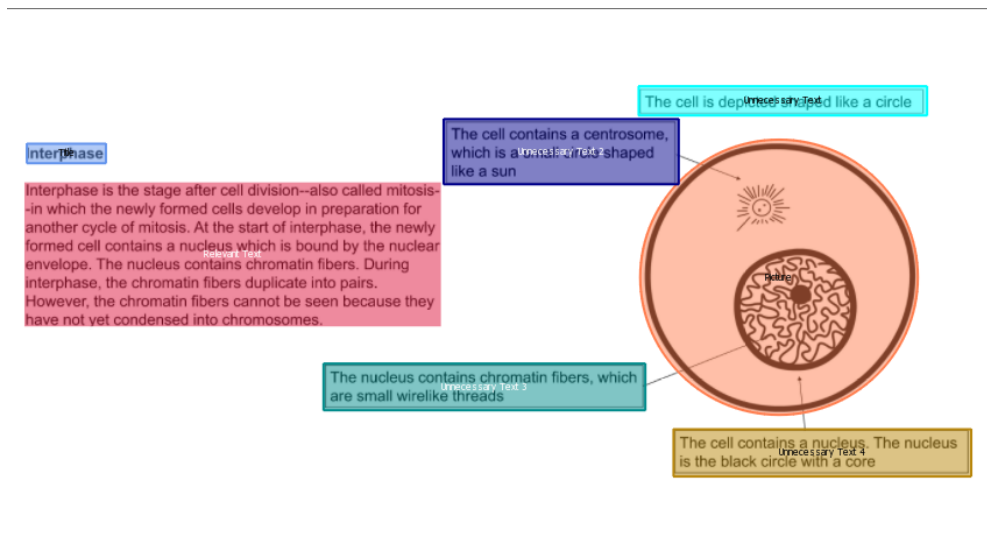 The cell is depicted shaped like a circle
Unnecessary Text
The cell contains a centrosome,
which is a small circle shaped
like a sun
Unnecessary Text 2
Interphase
Title
Interphase is the stage after cell division--also called mitosis-
-in which the newly formed cells develop in preparation for
another cycle of mitosis. At the start of interphase, the newly
formed cell contains a nucleus which is bound by the nuclear
envelope. The nucleus contains chromatin fibers. During
interphase, the chromatin fibers duplicate into pairs.
However, the chromatin fibers cannot be seen because they
have not yet condensed into chromosomes.
Relevant Text
Picture
The nucleus contains chromatin fibers, which
are small wirelike threads
Unnecessary Text 3
The cell contains a nucleus. The nucleus
is the black circle with a core
Unnecessary Text 4